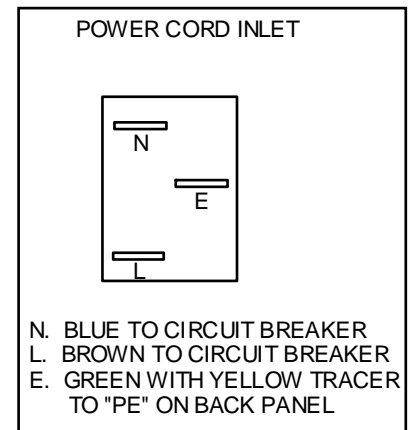 POWER CORD INLET
N
E
L
N. BLUE TO CIRCUIT BREAKER
L. BROWN TO CIRCUIT BREAKER
E. GREEN WITH YELLOW TRACER
TO "PE" ON BACK PANEL